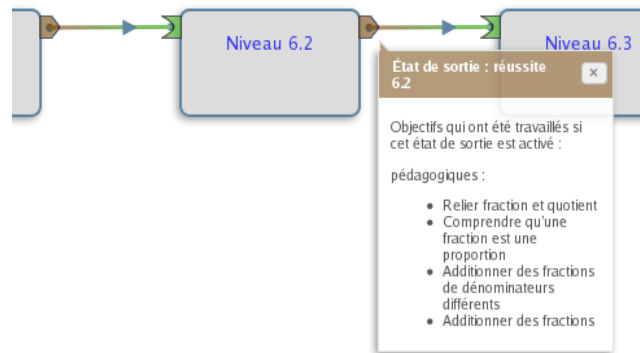 Niveau 6.2
Niveau 6.3
État de sortie : réussite
6.2
×
Objectifs qui ont été travaillés si
cet état de sortie est activé :
pédagogiques :
• Relier fraction et quotient
• Comprendre qu'une
fraction est une
proportion
• Additionner des fractions
de dénominateurs
différents
• Additionner des fractions